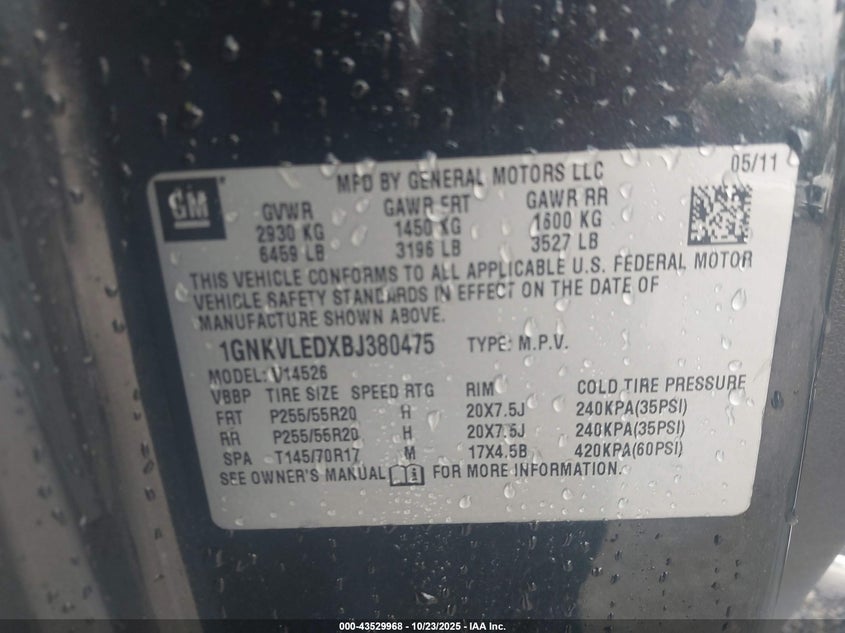 05/11
GM
MFD BY GENERAL MOTORS LLC
GVWR GAWR FRT GAWR RR
2930 KG 1450 KG 1600 KG
6459 LB 3196 LB 3527 LB
THIS VEHICLE CONFORMS TO ALL APPLICABLE U.S. FEDERAL MOTOR
VEHICLE SAFETY STANDARDS IN EFFECT ON THE DATE OF
MANUFACTURE SHOWN ABOVE.
1GNKVLEDXBJ380475 TYPE: M.P.V.
MODEL: V14526
VBBP TIRE SIZE SPEED RTG RIM COLD TIRE PRESSURE
FRT P255/55R20 H 20X7.5J 240KPA(35PSI)
RR P255/55R20 H 20X7.5J 240KPA(35PSI)
SPA T145/70R17 M 17X4.5B 420KPA(60PSI)
SEE OWNER'S MANUAL FOR MORE INFORMATION.
000-43529968 - 10/23/2025 - IAA Inc.